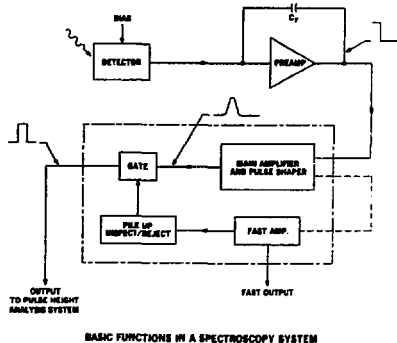 BIAS
DETECTOR
CF
PREAMP
GATE
MAIN AMPLIFIER
AND PULSE SHAPER
PILE UP
INSPECT/REJECT
FAST AMP.
OUTPUT
TO PULSE HEIGHT
ANALYSIS SYSTEM
FAST OUTPUT
BASIC FUNCTIONS IN A SPECTROSCOPY SYSTEM